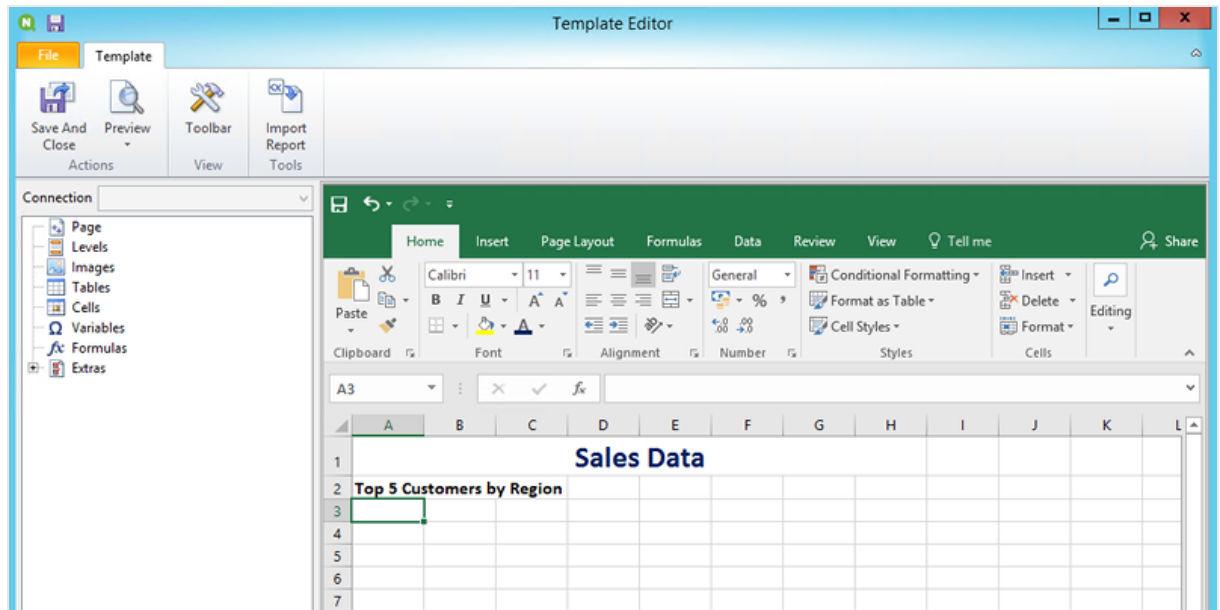 Template Editor
File Template
Save And Close
Preview
Toolbar
Import Report
Actions View Tools
Connection
Page
Levels
Images
Tables
Cells
Ω Variables
fx Formulas
Extras
Home Insert Page Layout Formulas Data Review View Tell me Share
Paste
Calibri 11
B I U A A
A
General
% ,
Conditional Formatting
Format as Table
Cell Styles
Insert
Delete
Format
Editing
Clipboard Font Alignment Number Styles Cells
A3 fx
A B C D E F G H I J K L
1 Sales Data
2 Top 5 Customers by Region
3
4
5
6
7